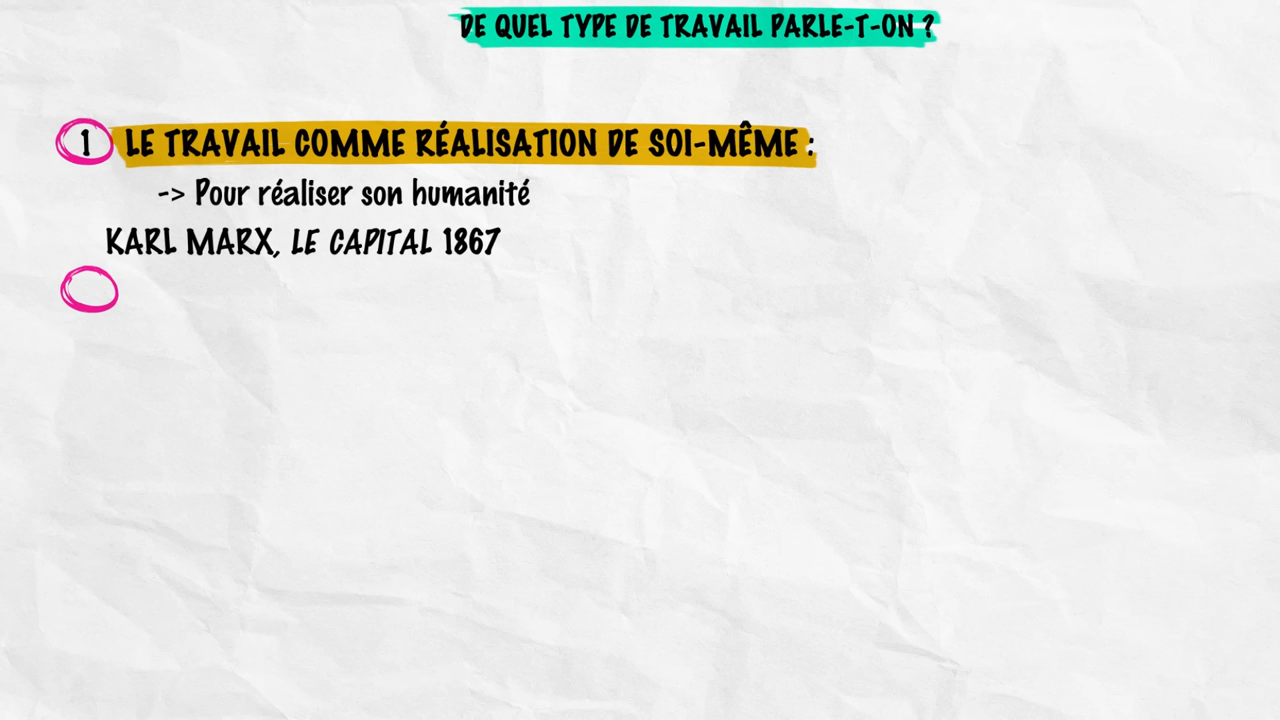 DE QUEL TYPE DE TRAVAIL PARLE-T-ON ?
1 LE TRAVAIL COMME RÉALISATION DE SOI-MÊME :
-> Pour réaliser son humanité
KARL MARX, LE CAPITAL 1867